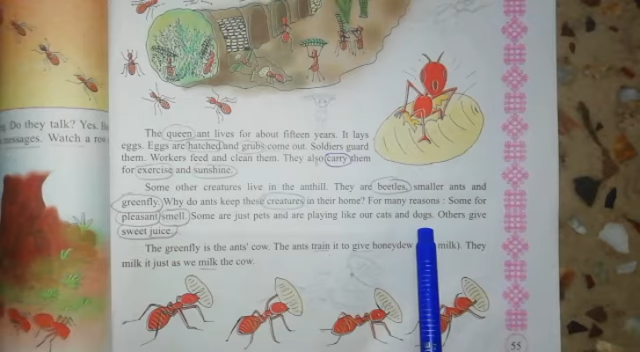 Do they talk? Yes.
messages. Watch a row
The queen ant lives for about fifteen years. It lays
eggs. Eggs are hatched and grubs come out. Soldiers guard
them. Workers feed and clean them. They also carry them
for exercise and sunshine.
Some other creatures live in the anthill. They are beetles, smaller ants and
greenfly. Why do ants keep these creatures in their home? For many reasons : Some for
pleasant smell. Some are just pets and are playing like our cats and dogs. Others give
sweet juice.
The greenfly is the ants' cow. The ants train it to give honeydew milk). They
milk it just as we milk the cow.
55